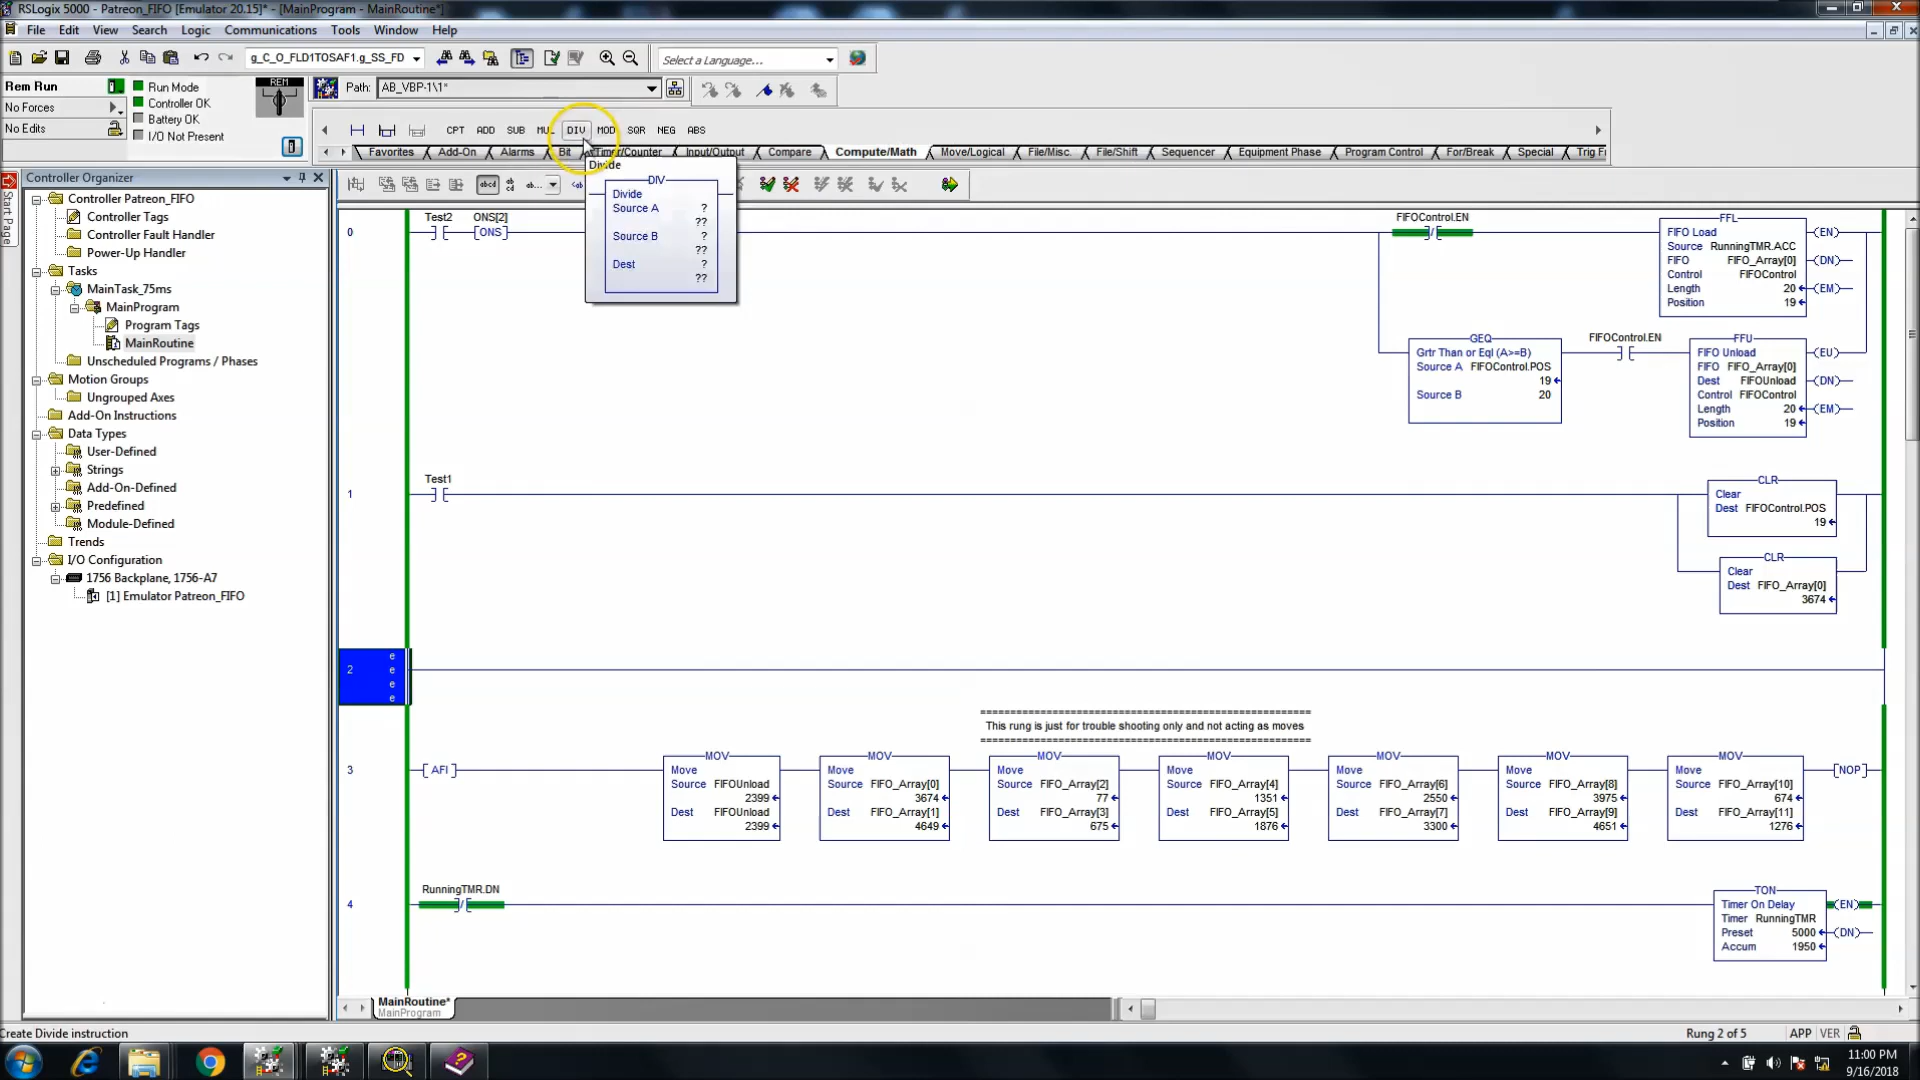 RSLogix 5000 - Patreon_FIFO [Emulator 20.15]* - [MainProgram - MainRoutine*]
File Edit View Search Logic Communications Tools Window Help
g_C_O_FLD1TOSAF1.g_SS_FD
Select a Language...
Rem Run
No Forces
No Edits
Run Mode
Controller OK
Battery OK
I/O Not Present
REM
Path: AB_VBP-1\1*
CPT ADD SUB MUL DIV MOD SQR NEG ABS
Favorites Add-On Alarms Bit Timer/Counter Input/Output Compare Compute/Math Move/Logical File/Misc. File/Shift Sequencer Equipment Phase Program Control For/Break Special
Divide
DIV
Divide
Source A ?
??
Source B ?
??
Dest ?
??
Start Page
Controller Organizer
Controller Patreon_FIFO
Controller Tags
Controller Fault Handler
Power-Up Handler
Tasks
MainTask_75ms
MainProgram
Program Tags
MainRoutine
Unscheduled Programs / Phases
Motion Groups
Ungrouped Axes
Add-On Instructions
Data Types
User-Defined
Strings
Add-On-Defined
Predefined
Module-Defined
Trends
I/O Configuration
1756 Backplane, 1756-A7
[1] Emulator Patreon_FIFO
0
Test2
ONS[2]
ONS
FIFOControl.EN
FFL
FIFO Load
Source RunningTMR.ACC
FIFO FIFO_Array[0]
Control FIFOControl
Length 20
Position 19
EN
DN
EM
GEQ
Grtr Than or Eql (A>=B)
Source A FIFOControl.POS
19
Source B 20
FIFOControl.EN
FFU
FIFO Unload
FIFO FIFO_Array[0]
Dest FIFOUnload
Control FIFOControl
Length 20
Position 19
EU
DN
EM
1
Test1
CLR
Clear
Dest FIFOControl.POS
19
CLR
Clear
Dest FIFO_Array[0]
3674
2
e
e
e
e
================================================
This rung is just for trouble shooting only and not acting as moves
================================================
3
AFI
MOV
Move
Source FIFOUnload
2399
Dest FIFOUnload
2399
MOV
Move
Source FIFO_Array[0]
3674
Dest FIFO_Array[1]
4649
MOV
Move
Source FIFO_Array[2]
77
Dest FIFO_Array[3]
675
MOV
Move
Source FIFO_Array[4]
1351
Dest FIFO_Array[5]
1876
MOV
Move
Source FIFO_Array[6]
2550
Dest FIFO_Array[7]
3300
MOV
Move
Source FIFO_Array[8]
3975
Dest FIFO_Array[9]
4651
MOV
Move
Source FIFO_Array[10]
674
Dest FIFO_Array[11]
1276
NOP
4
RunningTMR.DN
TON
Timer On Delay
Timer RunningTMR
Preset 5000
Accum 1950
EN
DN
MainRoutine*
MainProgram
Create Divide instruction
Rung 2 of 5 APP VER
11:00 PM
9/16/2018